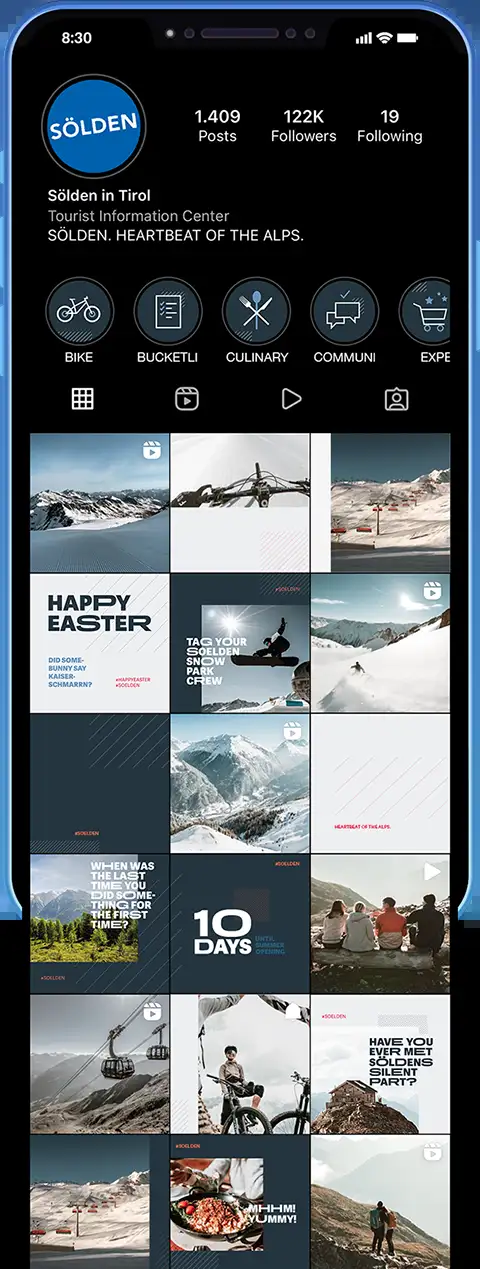 8:30
SÖLDEN
1.409
Posts
122K
Followers
19
Following
Sölden in Tirol
Tourist Information Center
SÖLDEN. HEARTBEAT OF THE ALPS.
BIKE
BUCKETLI
CULINARY
COMMUNI
EXPE
HAPPY
EASTER
DID SOME-
BUNNY SAY
KAISER-
SCHMARRN?
#HAPPYEASTER
#SOELDEN
#SOELDEN
TAG YOUR
SOELDEN
SNOW
PARK
CREW
#SOELDEN
HEARTBEAT OF THE ALPS.
WHEN WAS
THE LAST
TIME YOU
DID SOME-
THING FOR
THE FIRST
TIME?
#SOELDEN
#SOELDEN
10
DAYS
UNTIL
SUMMER
OPENING
#SOELDEN
HAVE YOU
EVER MET
SÖLDENS
SILENT
PART?
#SOELDEN
MHHM!
YUMMY!